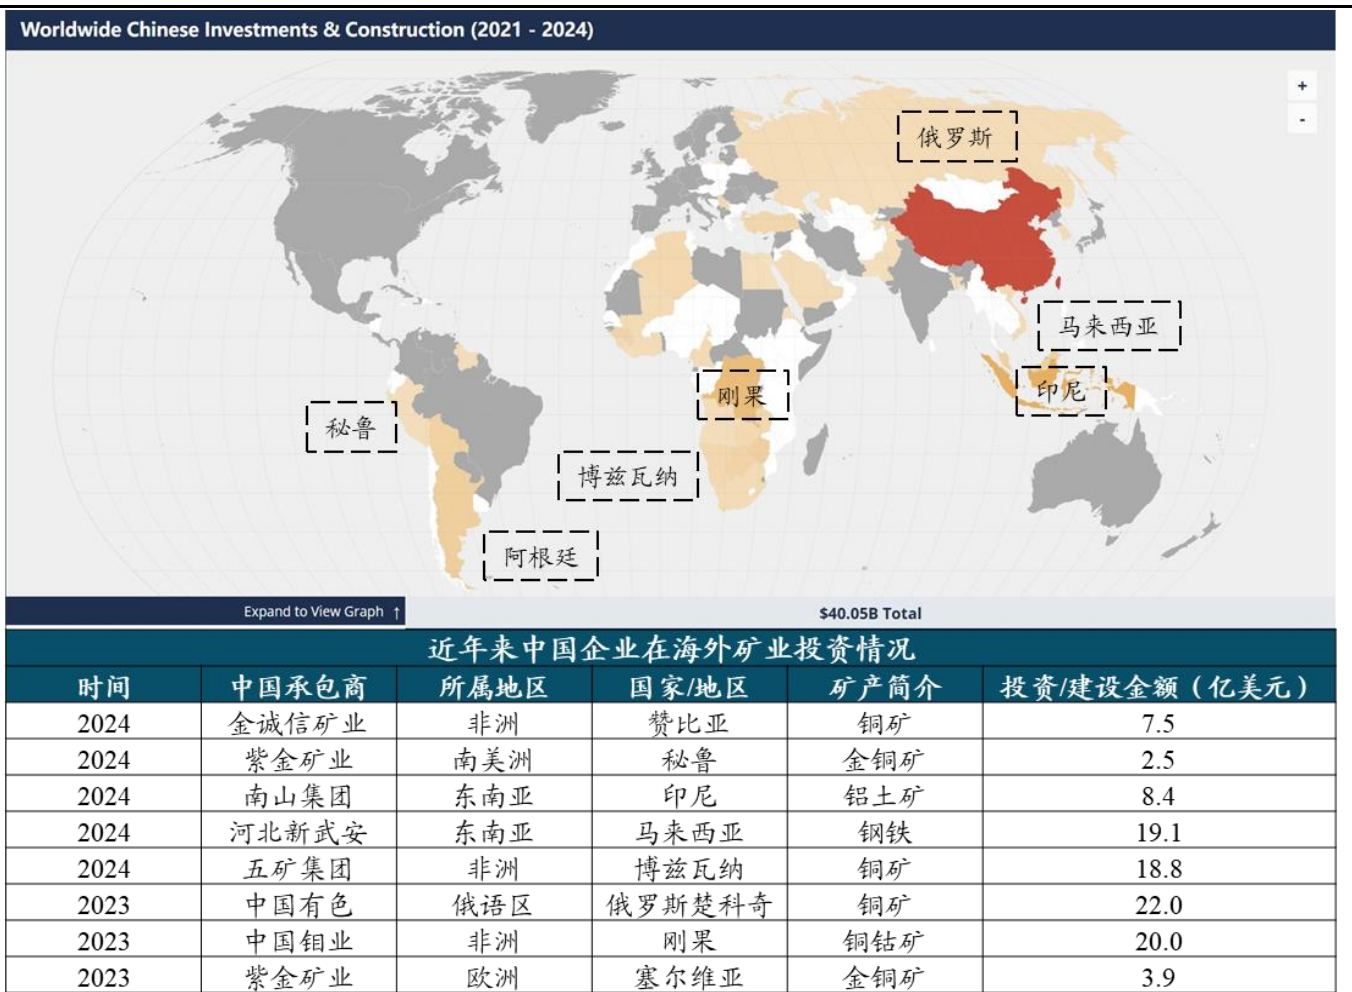 Worldwide Chinese Investments & Construction (2021 - 2024)
+
-
俄罗斯
马来西亚
印尼
刚果
秘鲁
博兹瓦纳
阿根廷
Expand to View Graph ↑
$40.05B Total
近年来中国企业在海外矿业投资情况
时间 中国承包商 所属地区 国家/地区 矿产简介 投资/建设金额（亿美元）
2024 金诚信矿业 非洲 赞比亚 铜矿 7.5
2024 紫金矿业 南美洲 秘鲁 金铜矿 2.5
2024 南山集团 东南亚 印尼 铝土矿 8.4
2024 河北新武安 东南亚 马来西亚 钢铁 19.1
2024 五矿集团 非洲 博兹瓦纳 铜矿 18.8
2023 中国有色 俄语区 俄罗斯楚科奇 铜矿 22.0
2023 中国钼业 非洲 刚果 铜钴矿 20.0
2023 紫金矿业 欧洲 塞尔维亚 金铜矿 3.9